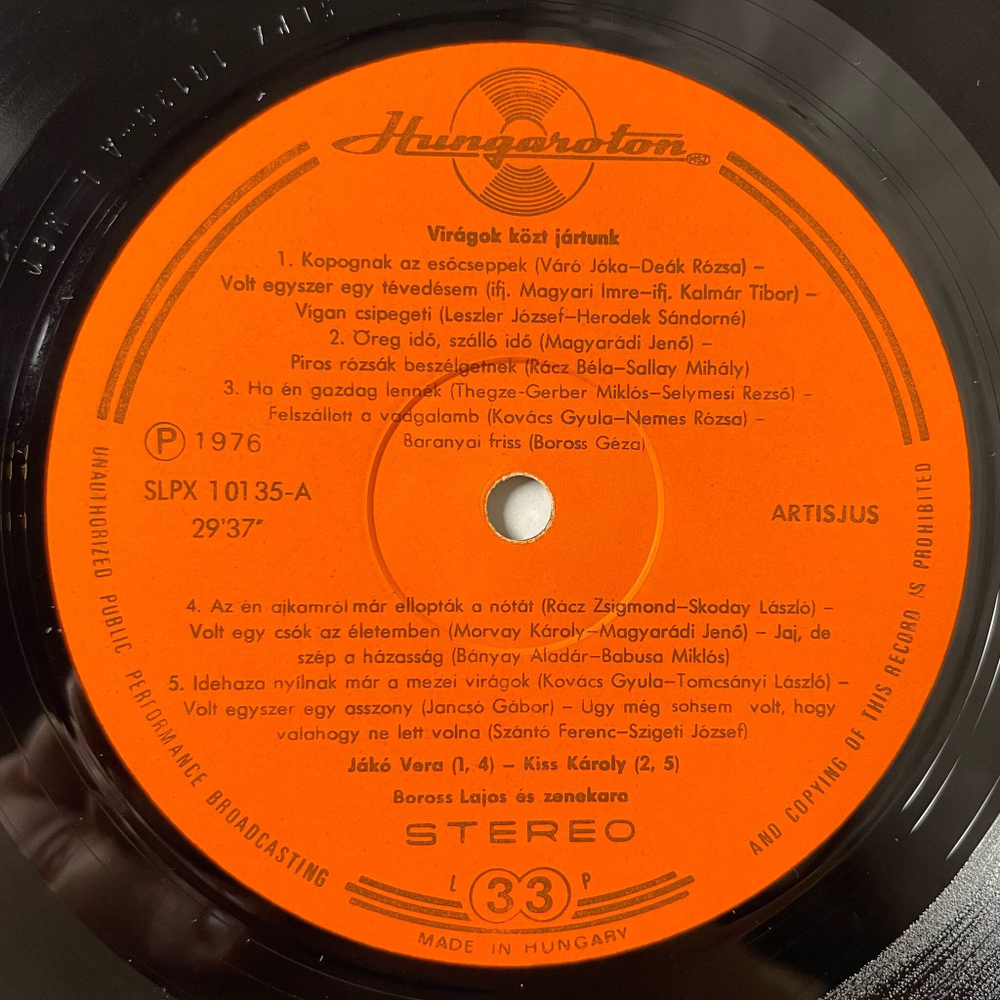 Hungaroton
HSZ
Virágok közt jártunk
1. Kopognak az esőcseppek (Váró Jóka–Deák Rózsa) –
Volt egyszer egy tévedésem (ifj. Magyari Imre–ifj. Kalmár Tibor) –
Vígan csipegeti (Leszler József–Herodek Sándorné)
2. Öreg idő, szálló idő (Magyarádi Jenő) –
Piros rózsák beszélgetnek (Rácz Béla–Sallay Mihály)
3. Ha én gazdag lennék (Thegze-Gerber Miklós–Selymesi Rezső) –
Felszállott a vadgalamb (Kovács Gyula–Nemes Rózsa) –
Baranyai friss (Boross Géza)
Ⓟ 1976
SLPX 10135-A
29'37"
ARTISJUS
4. Az én ajkamról már ellopták a nótát (Rácz Zsigmond–Skoday László) –
Volt egy csók az életemben (Morvay Károly–Magyarádi Jenő) – Jaj, de
szép a házasság (Bányay Aladár–Babusa Miklós)
5. Idehaza nyílnak már a mezei virágok (Kovács Gyula–Tomcsányi László) –
Volt egyszer egy asszony (Jancsó Gábor) – Ugy még sohsem volt, hogy
valahogy ne lett volna (Szántó Ferenc–Szigeti József)
Jákó Vera (1, 4) – Kiss Károly (2, 5)
Boross Lajos és zenekara
STEREO
L 33 P
MADE IN HUNGARY
UNAUTHORIZED PUBLIC PERFORMANCE BROADCASTING
AND COPYING OF THIS RECORD IS PROHIBITED